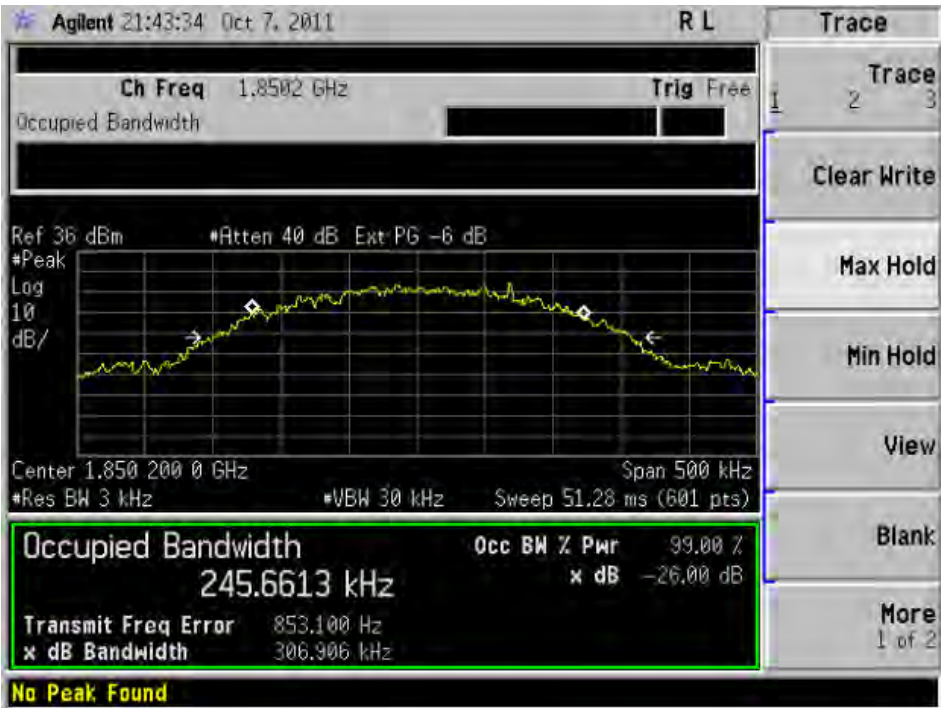 Agilent 21:43:34 Oct 7, 2011 R L
Trace
Ch Freq 1.8502 GHz Trig Free
Occupied Bandwidth
Trace
1 2 3
Clear Write
Max Hold
Min Hold
View
Blank
More
1 of 2
Ref 36 dBm #Atten 40 dB Ext PG -6 dB
#Peak
Log
10
dB/
Center 1.850 200 0 GHz Span 500 kHz
#Res BW 3 kHz #VBW 30 kHz Sweep 51.28 ms (601 pts)
Occupied Bandwidth Occ BW % Pwr 99.00 %
245.6613 kHz x dB -26.00 dB
Transmit Freq Error 853.100 Hz
x dB Bandwidth 306.906 kHz
No Peak Found